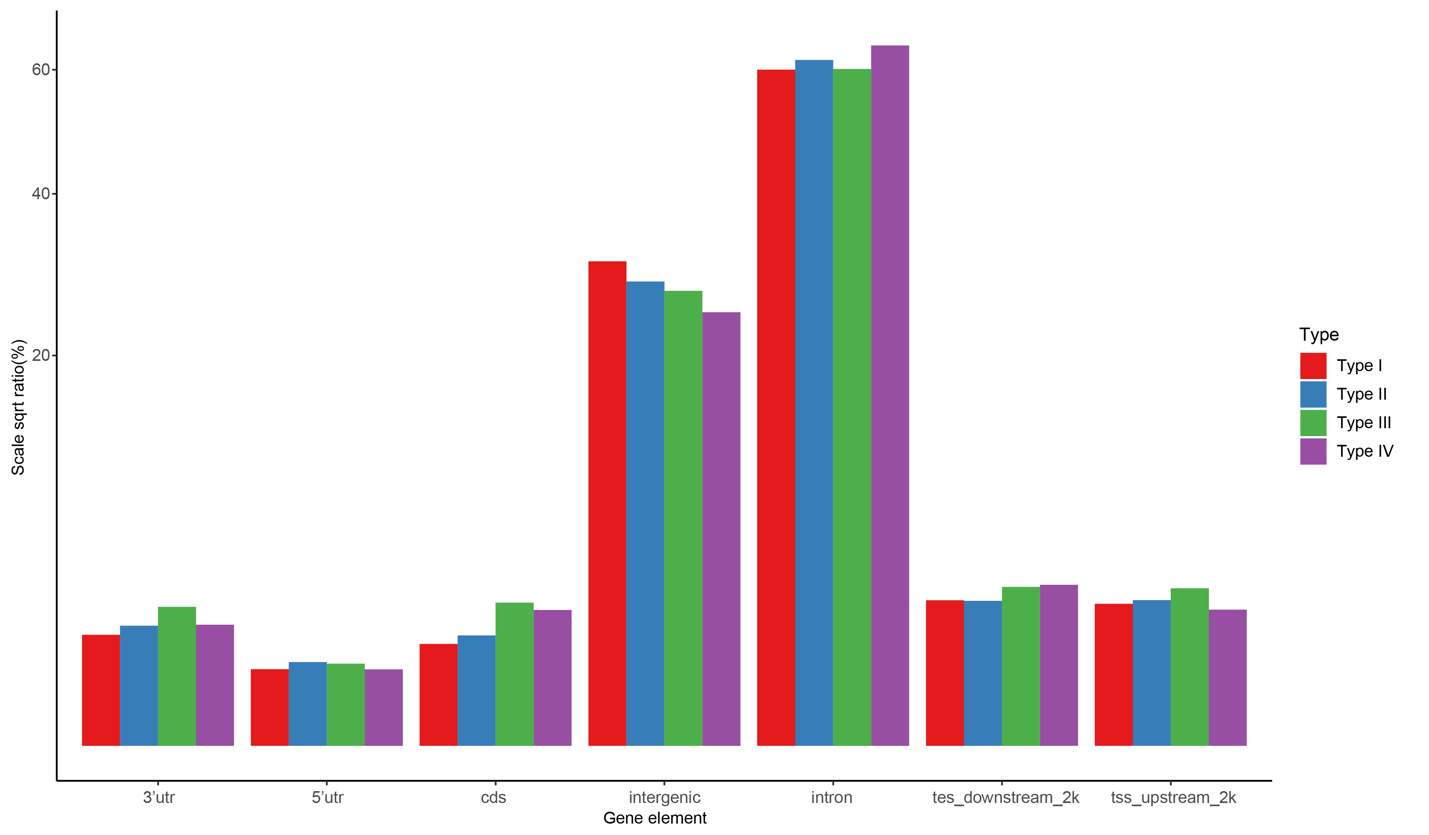 Scale sqrt ratio(%)
60
40
20
3’utr
5’utr
cds
intergenic
intron
tes_downstream_2k
tss_upstream_2k
Gene element
Type
Type I
Type II
Type III
Type IV